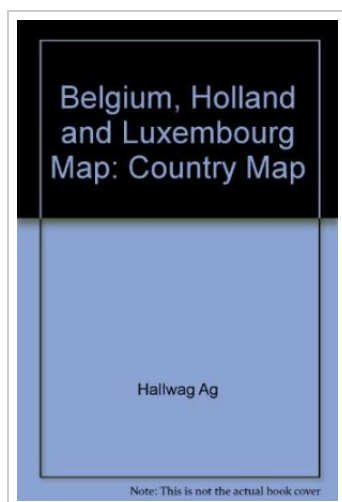 Belgium, Holland
and Luxembourg
Map: Country Map
Hallwag Ag
Note: This is not the actual book cover